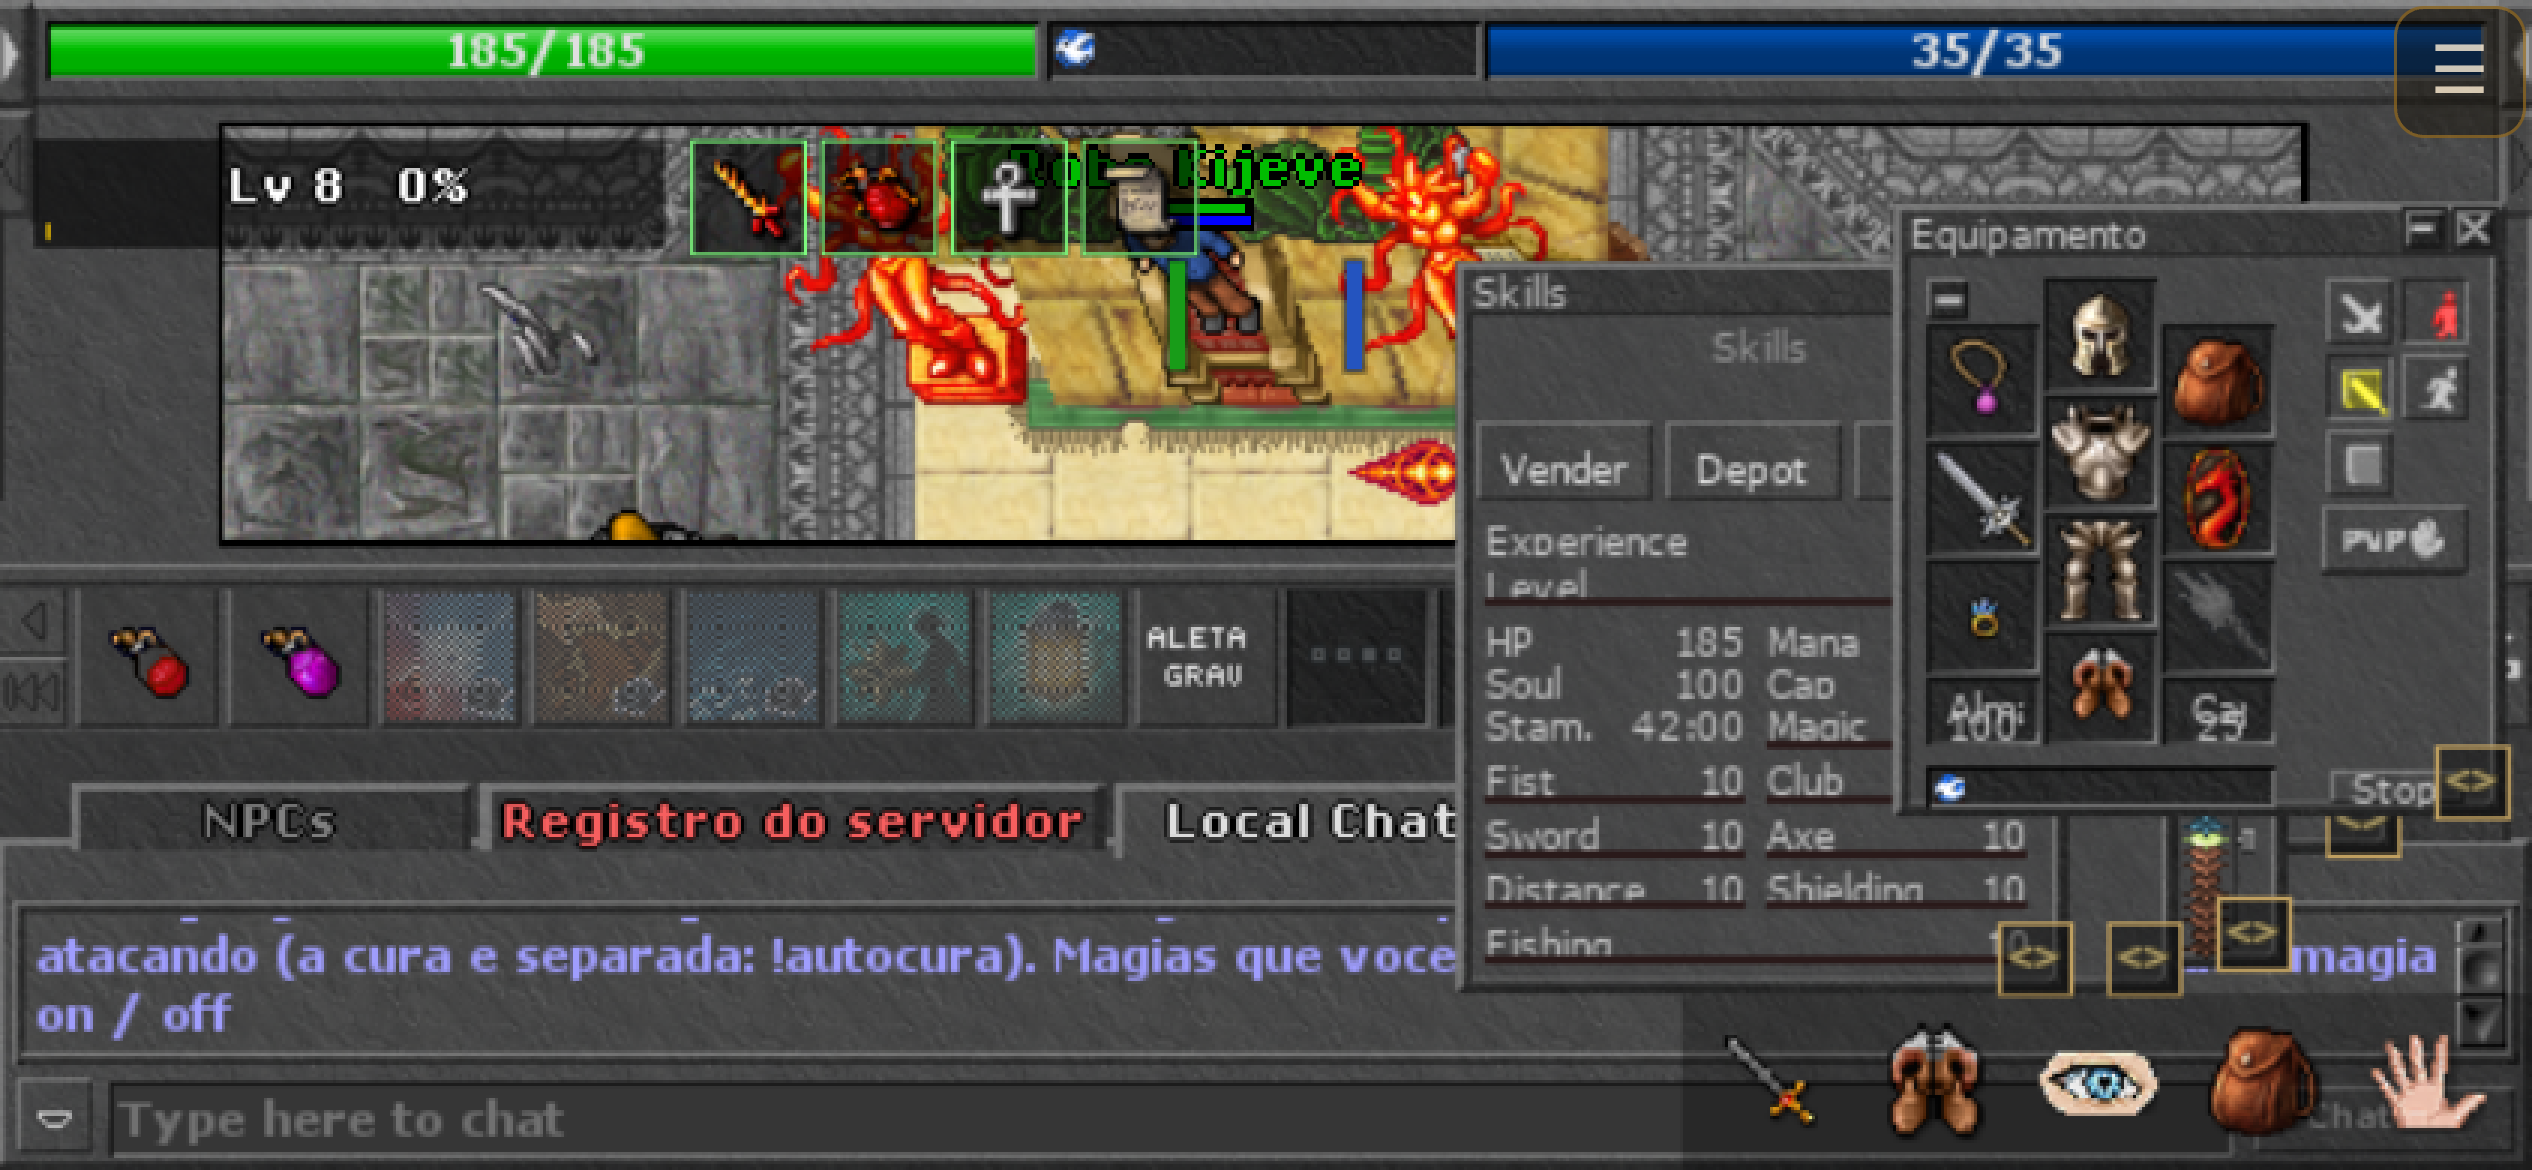 185/185
35/35
Lv 8 0%
Kijeve
Equipamento
Skills
Skills
Vender
Depot
Experience
Level
PVP
HP 185 Mana
Soul 100 Cap
Stam. 42:00 Magic
Fist 10 Club
Sword 10 Axe 10
Distance 10 Shielding 10
Fishing
100
25
Stop
ALETA
GRAV
NPCs
Registro do servidor
Local Chat
atacando (a cura e separada: !autocura). Magias que voce
magia
on / off
Type here to chat
Chat